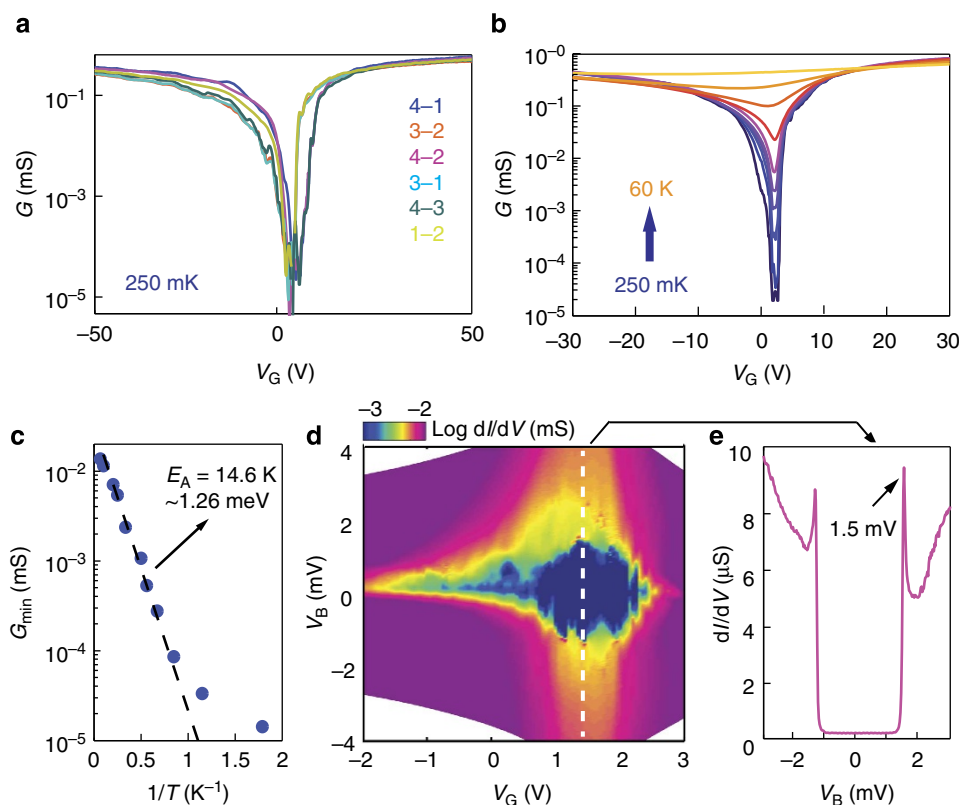 a
G (mS)
10⁻¹
10⁻³
10⁻⁵
4–1
3–2
4–2
3–1
4–3
1–2
250 mK
−50
0
50
V_G (V)
b
G (mS)
10⁻⁰
10⁻¹
10⁻²
10⁻³
10⁻⁴
10⁻⁵
60 K
250 mK
−30
−20
−10
0
10
20
30
V_G (V)
c
G_min (mS)
10⁻²
10⁻³
10⁻⁴
10⁻⁵
E_A = 14.6 K
~1.26 meV
0
0.5
1
1.5
2
1/T (K⁻¹)
d
−3
−2
Log dI/dV (mS)
V_B (mV)
4
2
0
−2
−4
−2
−1
0
1
2
3
V_G (V)
e
dI/dV (µS)
10
8
6
4
2
0
1.5 mV
−2
0
2
V_B (mV)